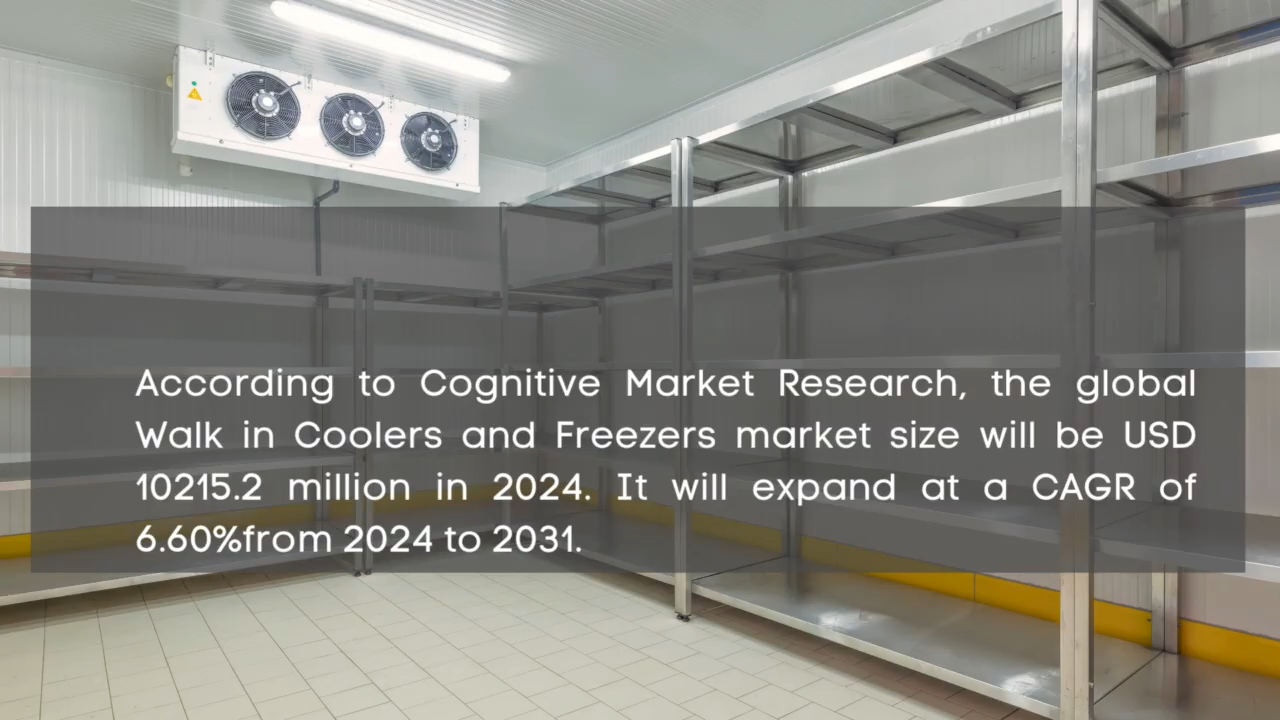 According to Cognitive Market Research, the global
Walk in Coolers and Freezers market size will be USD
10215.2 million in 2024. It will expand at a CAGR of
6.60%from 2024 to 2031.